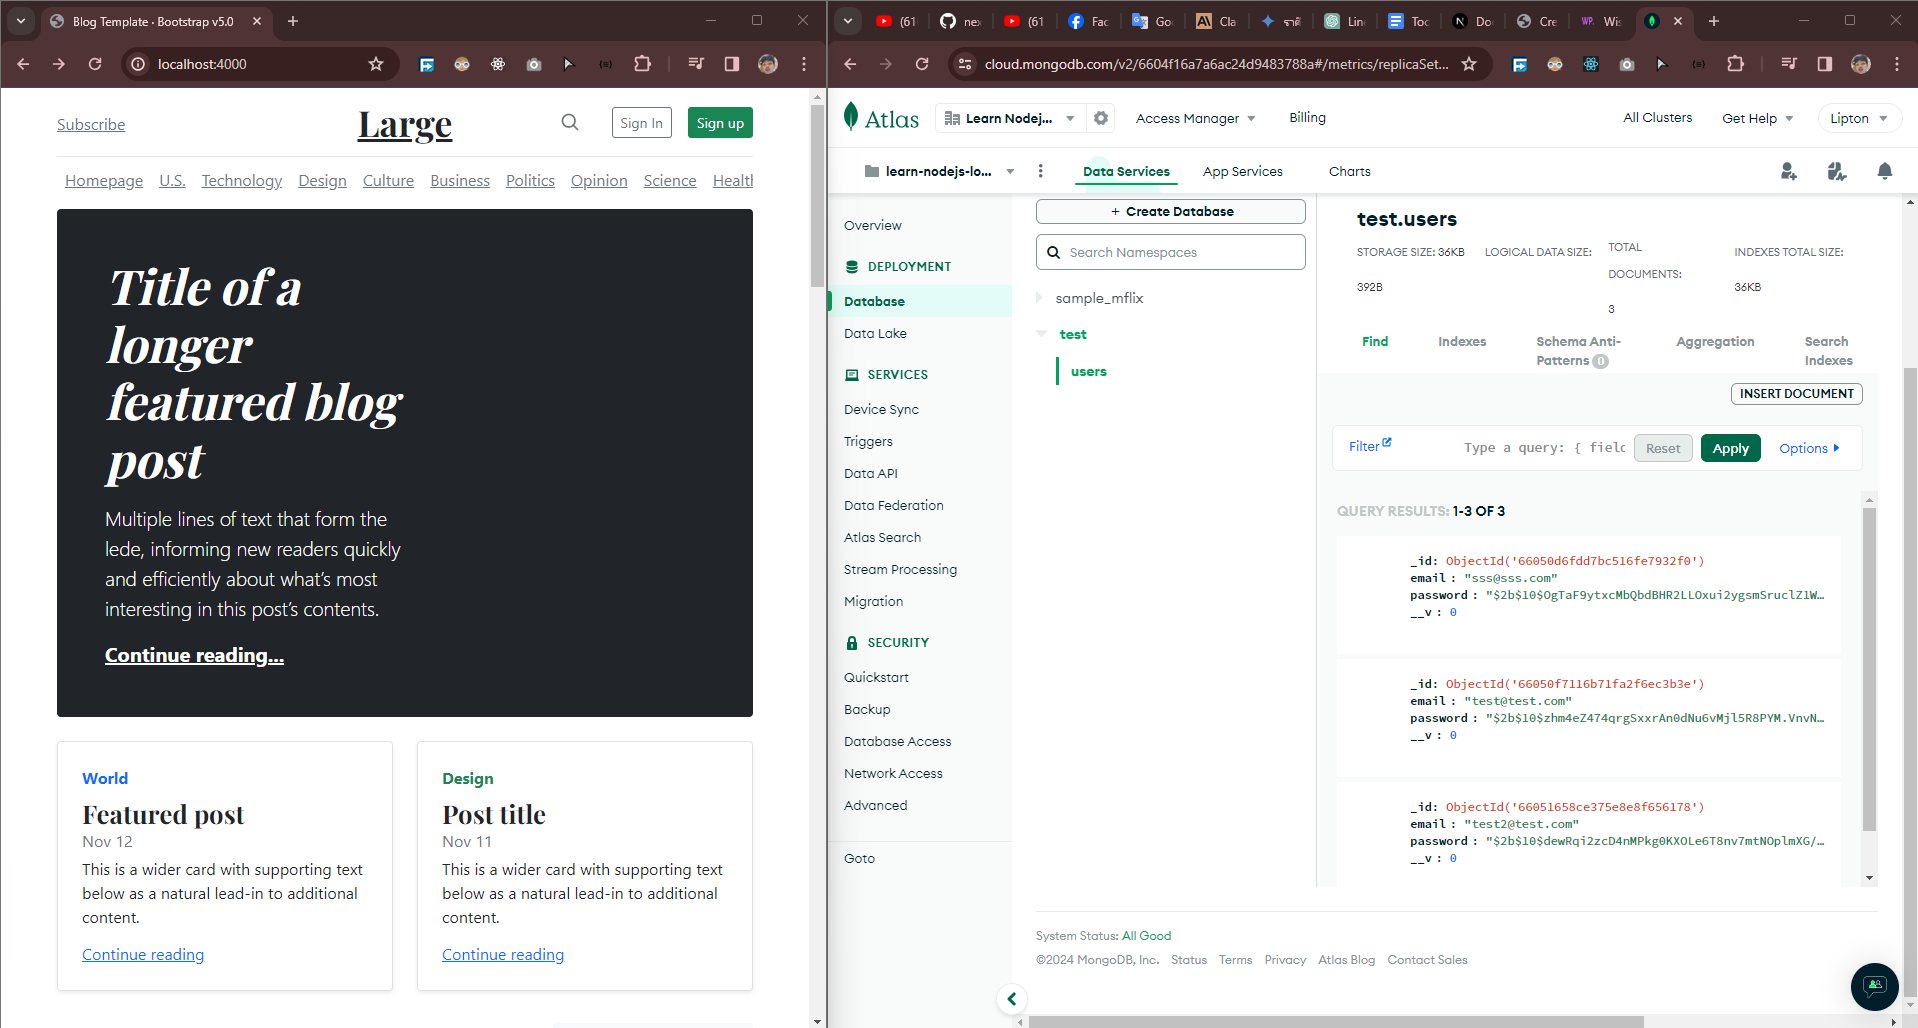 Blog Template · Bootstrap v5.0
localhost:4000
Subscribe
Large
Sign In
Sign up
Homepage
U.S.
Technology
Design
Culture
Business
Politics
Opinion
Science
Health
Title of a
longer
featured blog
post
Multiple lines of text that form the
lede, informing new readers quickly
and efficiently about what's most
interesting in this post's contents.
Continue reading...
World
Featured post
Nov 12
This is a wider card with supporting text
below as a natural lead-in to additional
content.
Continue reading
Design
Post title
Nov 11
This is a wider card with supporting text
below as a natural lead-in to additional
content.
Continue reading
(61
nex
(61
Fac
Goo
Cla
ราคื
Linc
Toc
Do
Cre
Wis
cloud.mongodb.com/v2/6604f16a7a6ac24d9483788a#/metrics/replicaSet...
Atlas
Learn Nodej...
Access Manager
Billing
All Clusters
Get Help
Lipton
learn-nodejs-lo...
Data Services
App Services
Charts
Overview
DEPLOYMENT
Database
Data Lake
SERVICES
Device Sync
Triggers
Data API
Data Federation
Atlas Search
Stream Processing
Migration
SECURITY
Quickstart
Backup
Database Access
Network Access
Advanced
Goto
+ Create Database
Search Namespaces
sample_mflix
test
users
test.users
STORAGE SIZE: 36KB
LOGICAL DATA SIZE:
392B
TOTAL
DOCUMENTS:
3
INDEXES TOTAL SIZE:
36KB
Find
Indexes
Schema Anti-
Patterns 0
Aggregation
Search
Indexes
INSERT DOCUMENT
Filter
Type a query: { field
Reset
Apply
Options
QUERY RESULTS: 1-3 OF 3
_id: ObjectId('66050d6fdd7bc516fe7932f0')
email: "sss@sss.com"
password: "$2b$10$OgTaF9ytxcMbQbdBHR2LLOxui2ygsmSruclZ1W…
__v: 0
_id: ObjectId('66050f7116b71fa2f6ec3b3e')
email: "test@test.com"
password: "$2b$10$zhm4eZ474qrgSxxrAn0dNu6vMjl5R8PYM.VnvN…
__v: 0
_id: ObjectId('66051658ce375e8e8f656178')
email: "test2@test.com"
password: "$2b$10$dewRqi2zcD4nMPkg0KXOLe6T8nv7mtNOplmXG/…
__v: 0
System Status: All Good
©2024 MongoDB, Inc.
Status
Terms
Privacy
Atlas Blog
Contact Sales